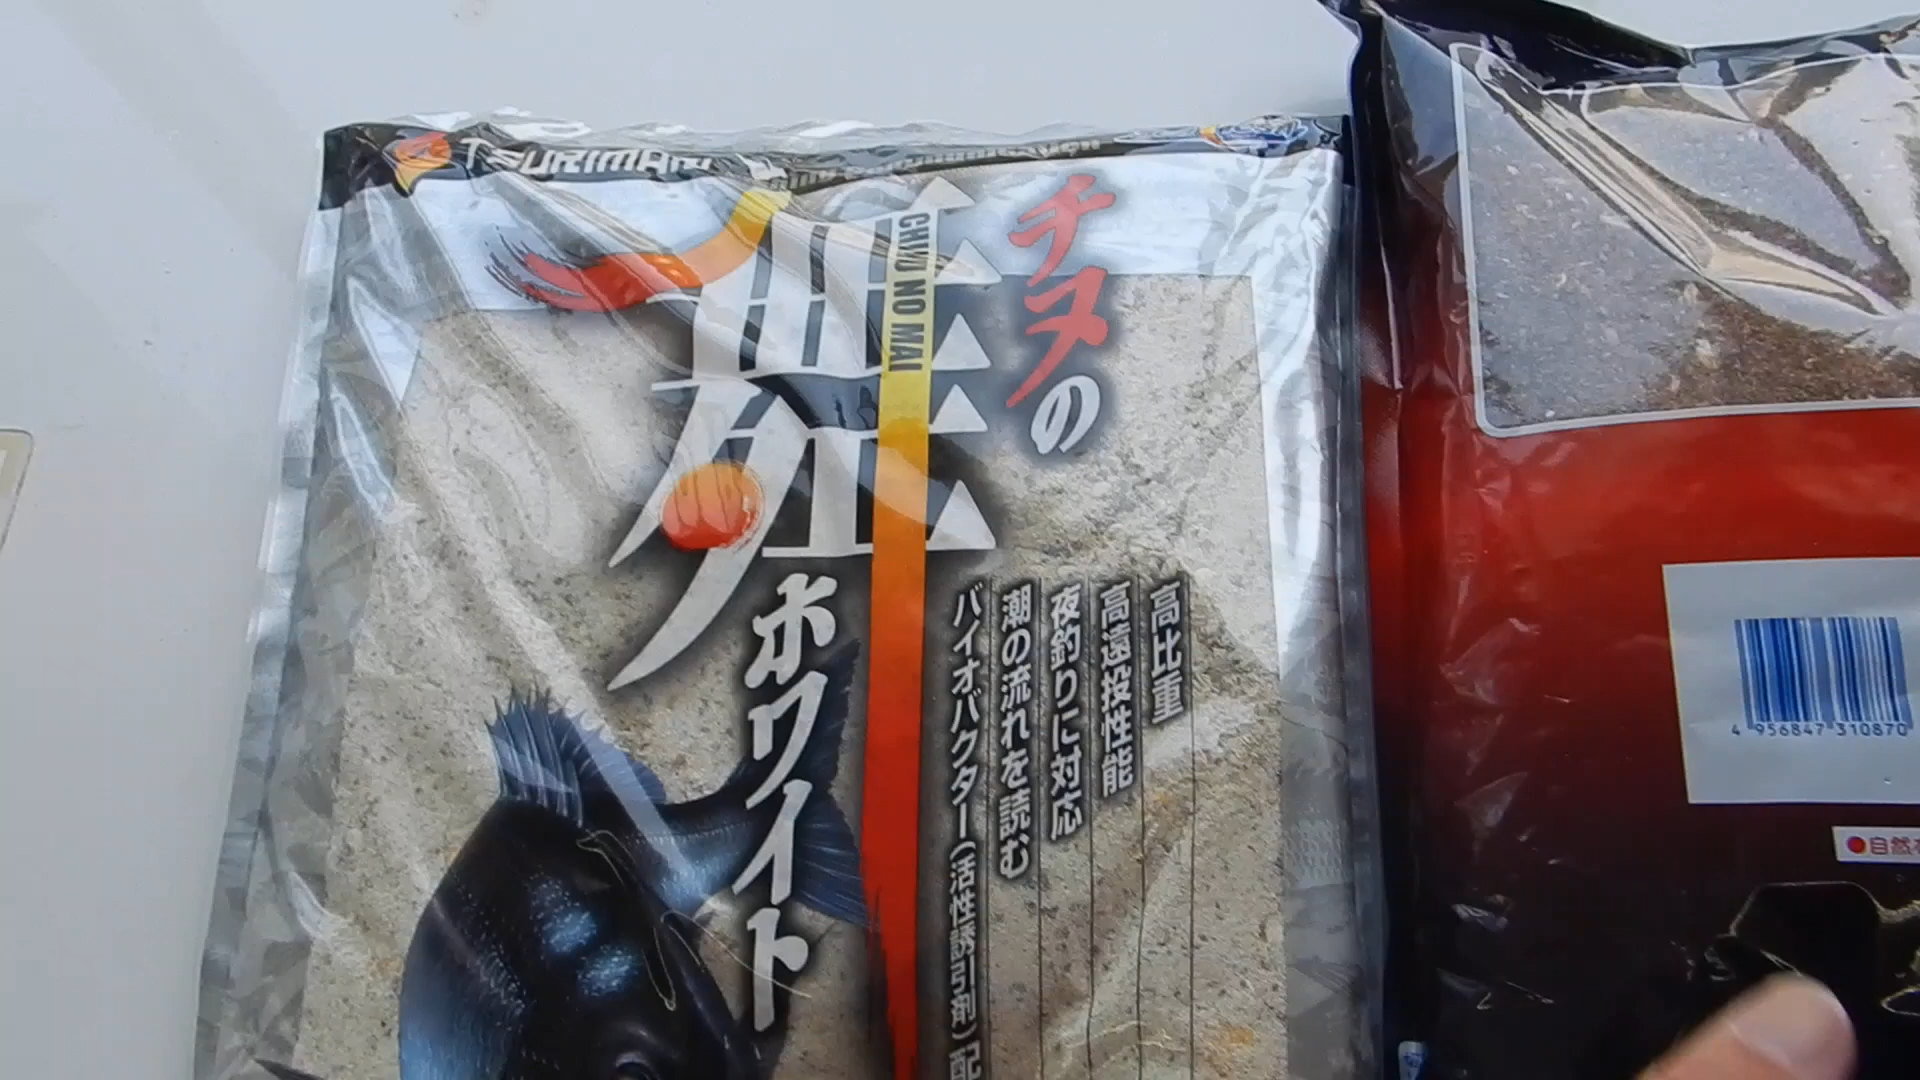 TSURIMARU
チヌの
舞
CHINU NO MAI
ホワイト
高比重
高遠投性能
夜釣りに対応
潮の流れを読む
バイオバクター(活性誘引剤)配
4 956847 310870
●自然